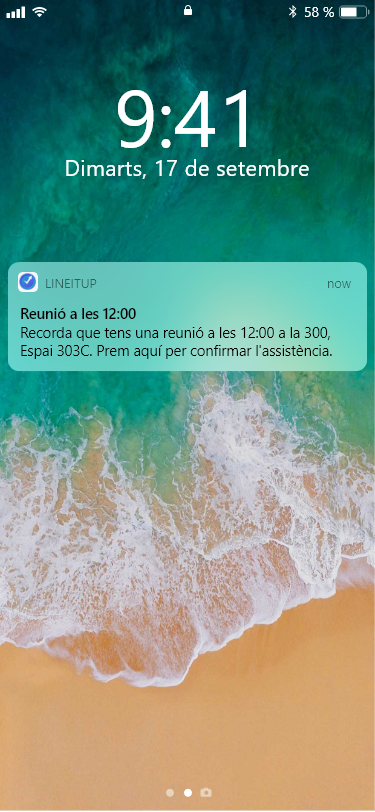 58 %
9:41
Dimarts, 17 de setembre
LINEITUP now
Reunió a les 12:00
Recorda que tens una reunió a les 12:00 a la 300,
Espai 303C. Prem aquí per confirmar l'assistència.